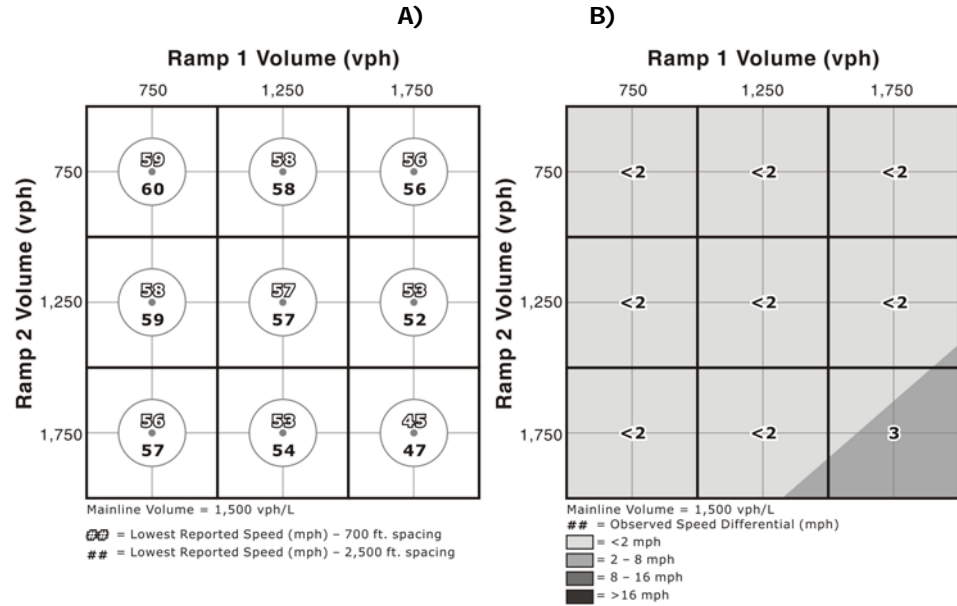 A)
Ramp 1 Volume (vph)
750 1,250 1,750
Ramp 2 Volume (vph)
750
59 58 56
60 58 56
1,250
58 57 53
59 57 52
1,750
56 53 45
57 54 47
Mainline Volume = 1,500 vph/L
## = Lowest Reported Speed (mph) – 700 ft. spacing
## = Lowest Reported Speed (mph) – 2,500 ft. spacing
B)
Ramp 1 Volume (vph)
750 1,250 1,750
Ramp 2 Volume (vph)
750 <2 <2 <2
1,250 <2 <2 <2
1,750 <2 <2 3
Mainline Volume = 1,500 vph/L
## = Observed Speed Differential (mph)
= <2 mph
= 2 – 8 mph
= 8 – 16 mph
= >16 mph